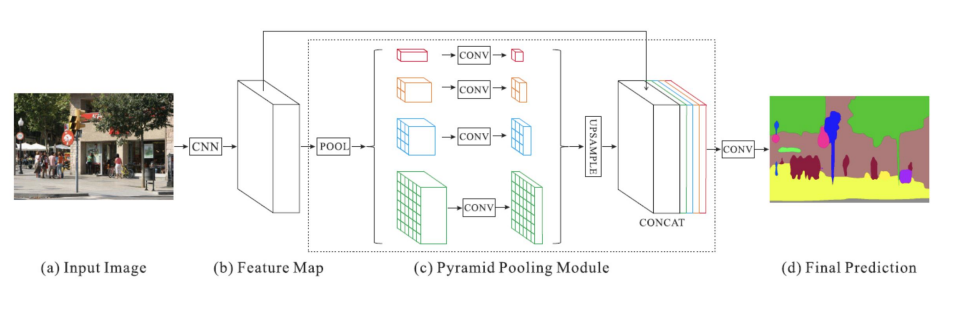 CNN
POOL
CONV
CONV
CONV
CONV
UPSAMPLE
CONCAT
CONV
(a) Input Image
(b) Feature Map
(c) Pyramid Pooling Module
(d) Final Prediction